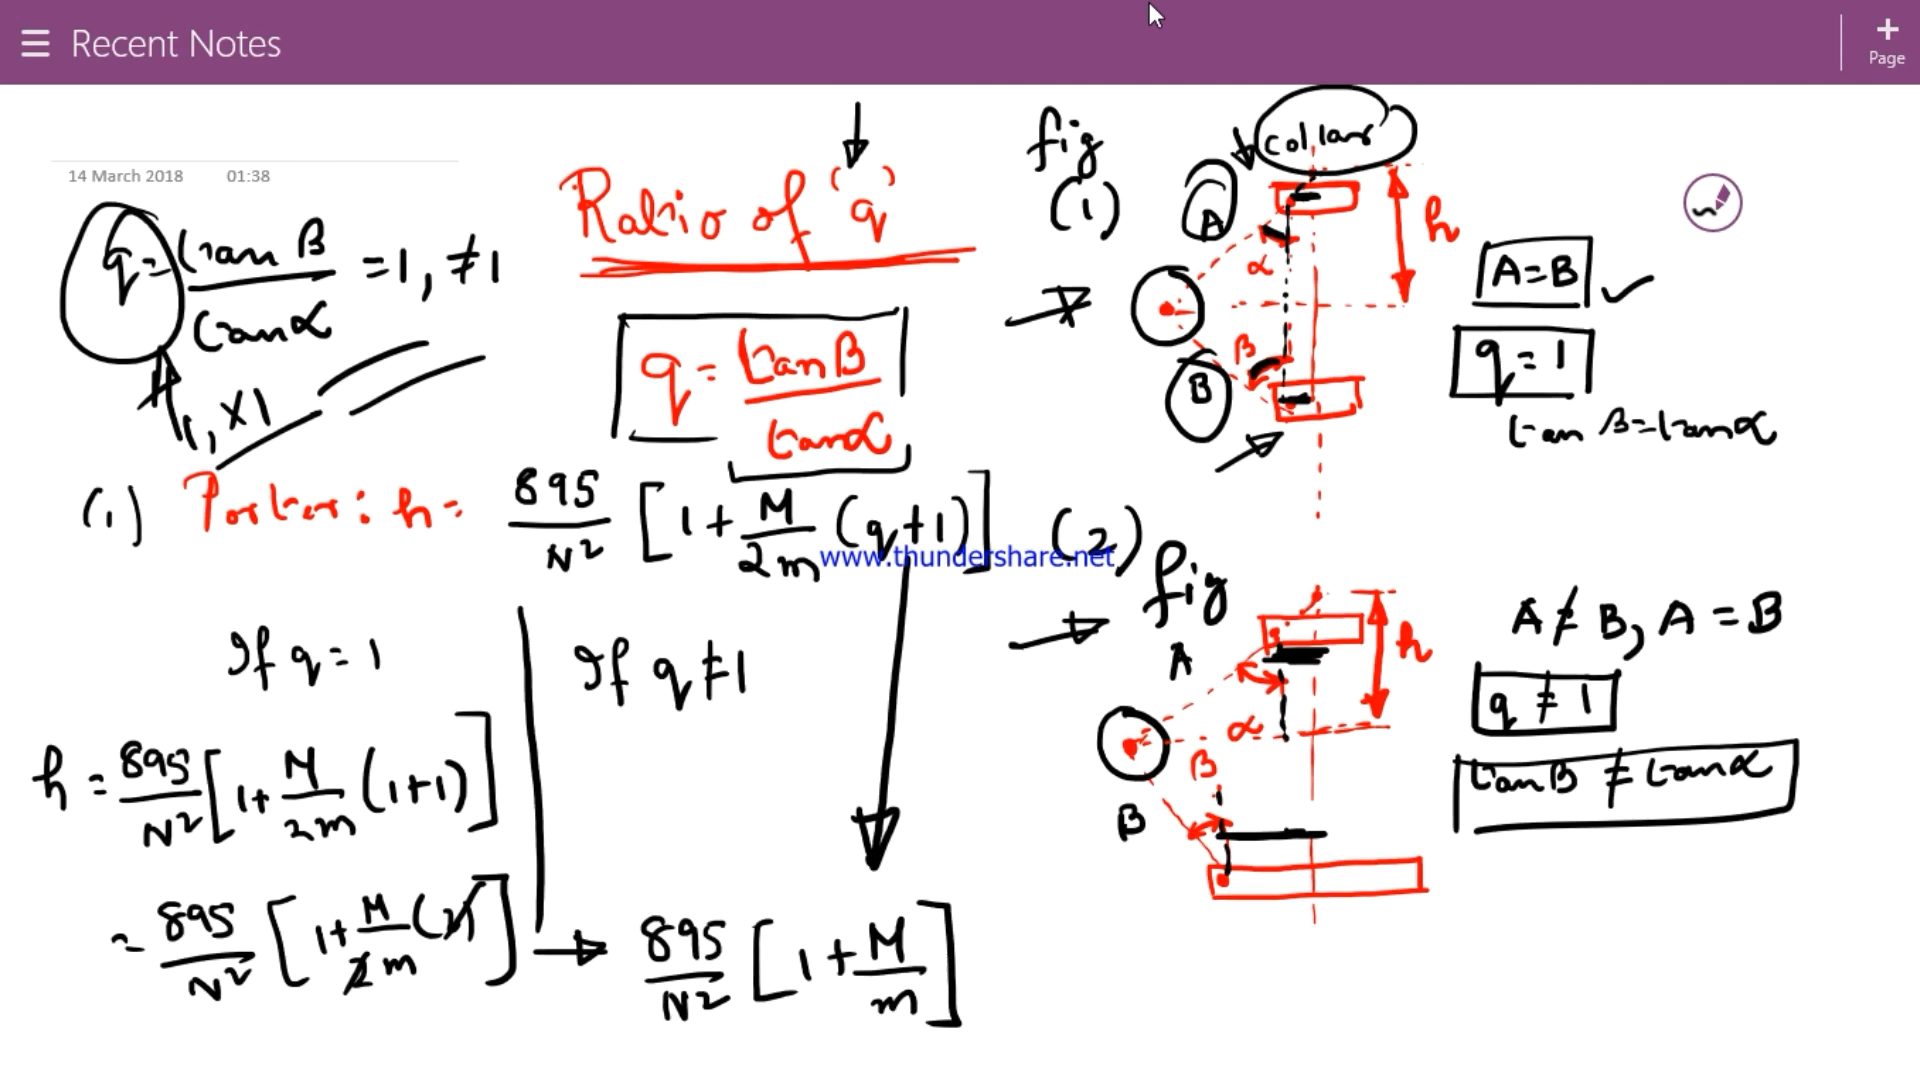 Recent Notes
Page
14 March 2018 01:38
q = tan β / tan α = 1, ≠ 1
1, ≠ 1
Ratio of 'q'
q = tan β / tan α
(1) Porter: h = 895/N² [1 + M/2m (q+1)]
If q = 1
h = 895/N² [1 + M/2m (1+1)]
= 895/N² [1 + M/2m (2)]
If q ≠ 1
895/N² [1 + M/m]
www.thundershare.net
fig
(1)
collar
A
α
h
β
B
A = B
q = 1
tan β = tan α
(2)
fig
A
α
h
β
B
A ≠ B, A = B
q ≠ 1
tan β ≠ tan α